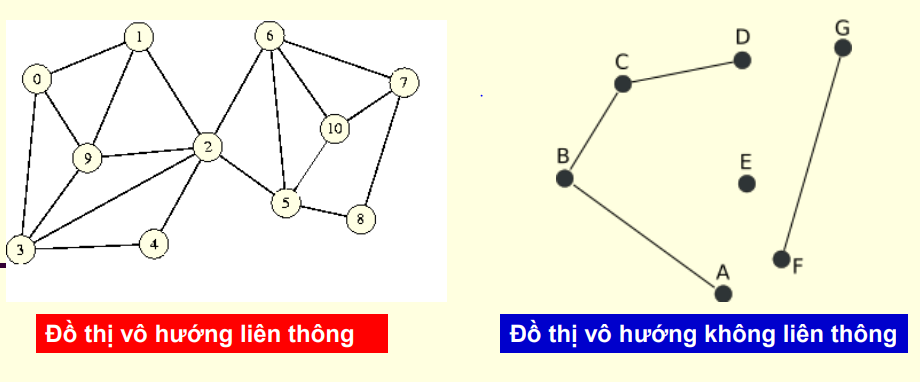 1
6
0
7
10
9
2
5
8
3
4
G
D
C
B
E
A
F
Đồ thị vô hướng liên thông
Đồ thị vô hướng không liên thông